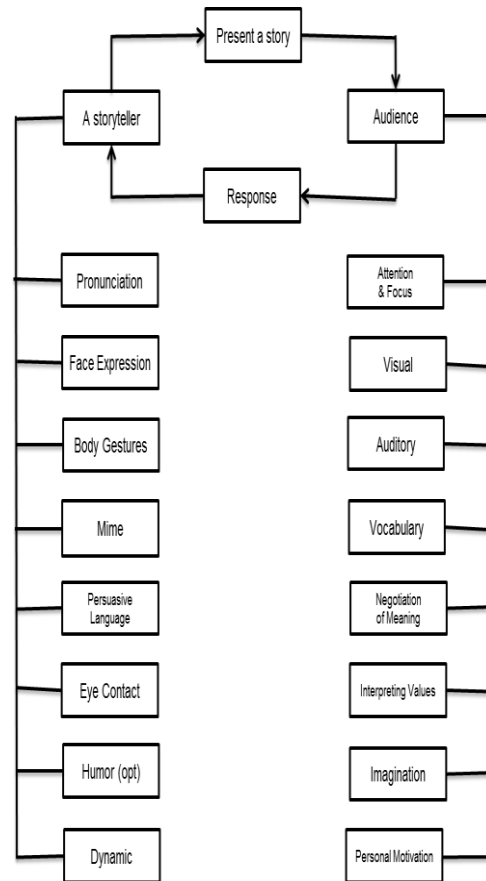 Present a story
A storyteller
Audience
Response
Pronunciation
Attention
& Focus
Face Expression
Visual
Body Gestures
Auditory
Mime
Vocabulary
Persuasive
Language
Negotiation
of Meaning
Eye Contact
Interpreting Values
Humor (opt)
Imagination
Dynamic
Personal Motivation